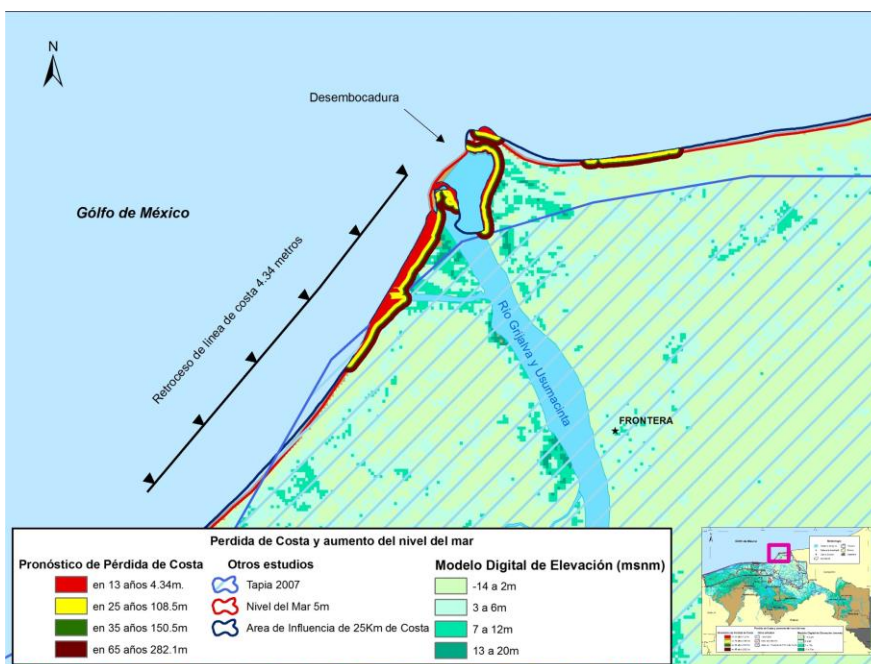 N
Desembocadura
Gólfo de México
Retroceso de linea de costa 4.34 metros
Río Grijalva y Usumacinta
FRONTERA
Perdida de Costa y aumento del nivel del mar
Pronóstico de Pérdida de Costa
en 13 años 4.34m.
en 25 años 108.5m
en 35 años 150.5m
en 65 años 282.1m
Otros estudios
Tapia 2007
Nivel del Mar 5m
Area de Influencia de 25Km de Costa
Modelo Digital de Elevación (msnm)
-14 a 2m
3 a 6m
7 a 12m
13 a 20m